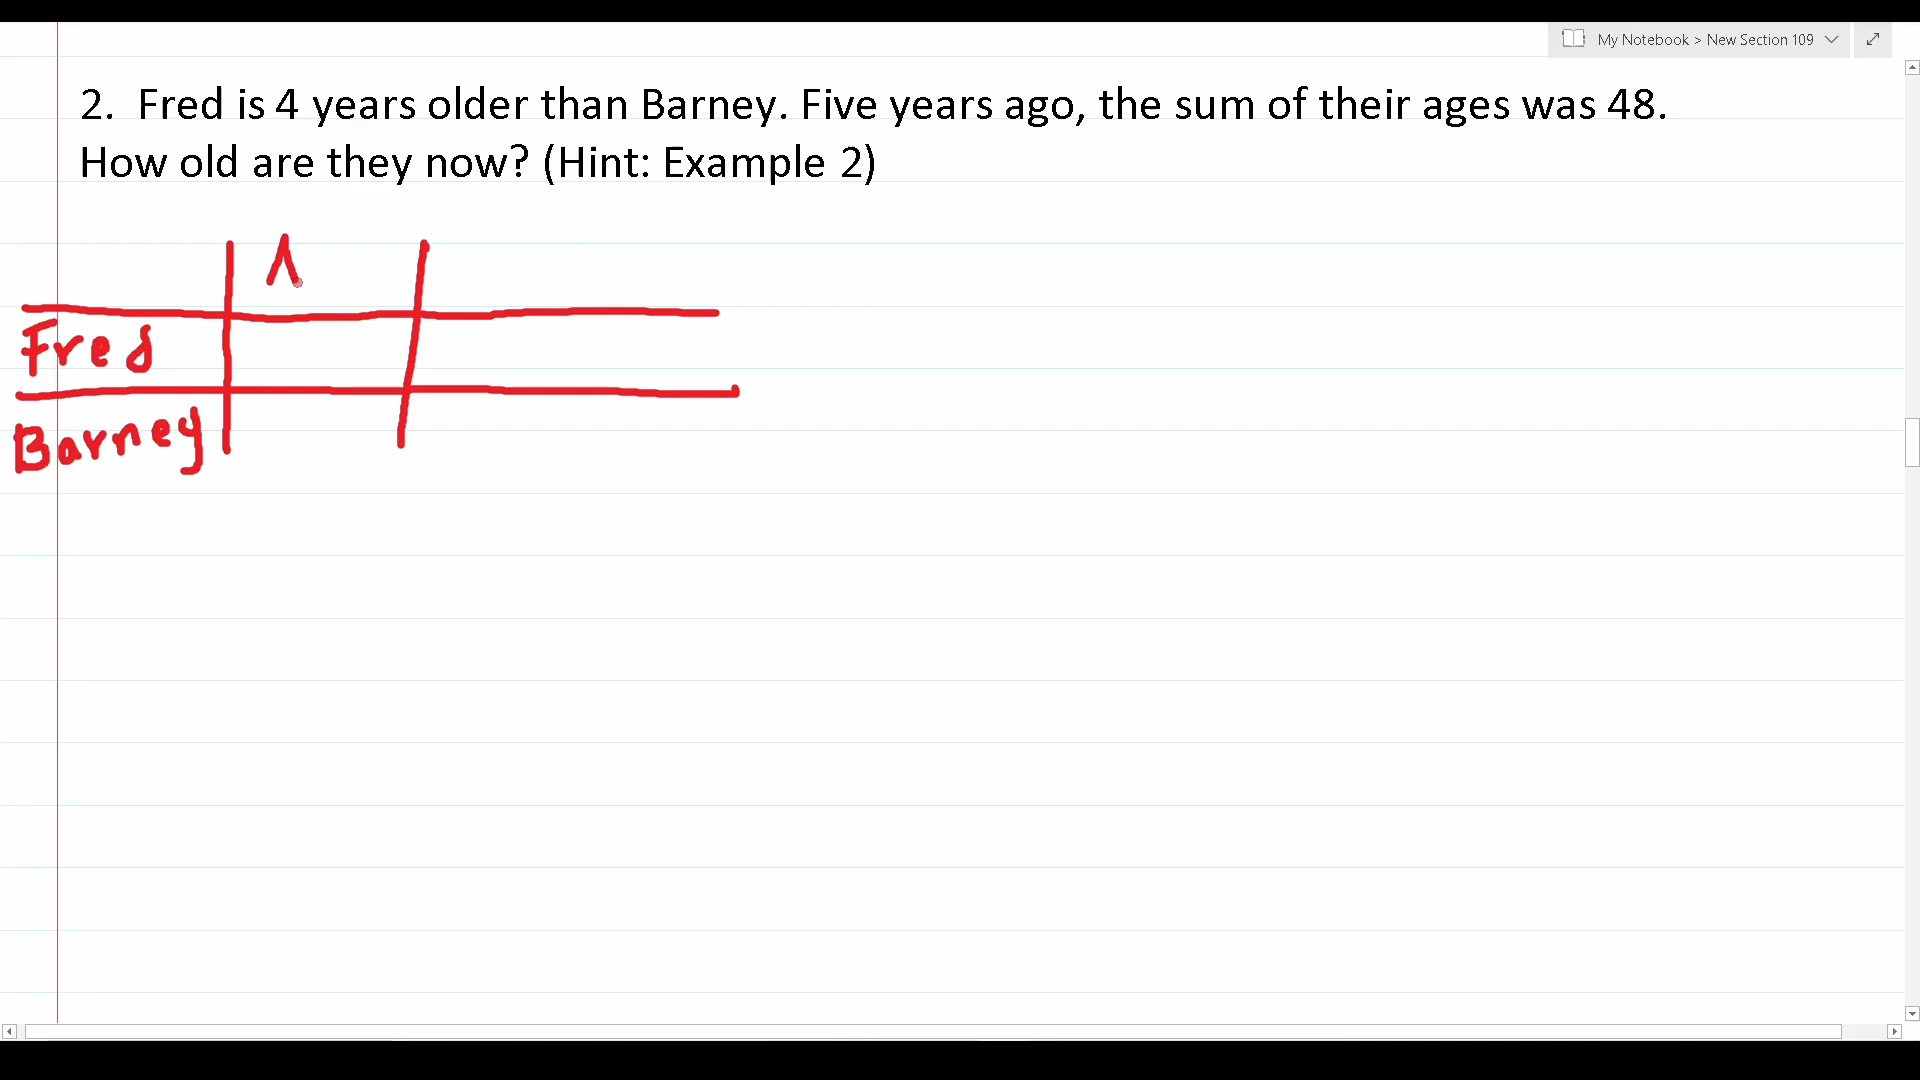 My Notebook > New Section 109
2. Fred is 4 years older than Barney. Five years ago, the sum of their ages was 48.
How old are they now? (Hint: Example 2)
Fred
Barney